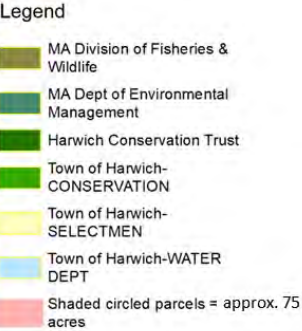 Legend
MA Division of Fisheries &
Wildlife
MA Dept of Environmental
Management
Harwich Conservation Trust
Town of Harwich-
CONSERVATION
Town of Harwich-
SELECTMEN
Town of Harwich-WATER
DEPT
Shaded circled parcels = approx. 75
acres